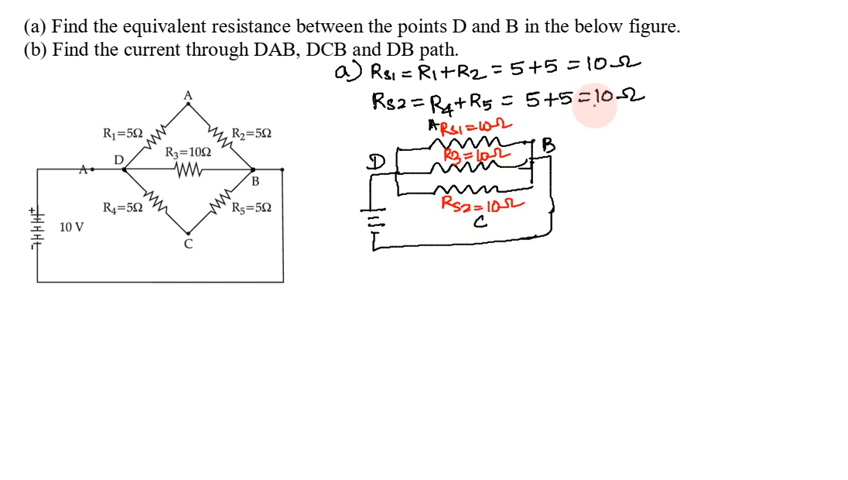 (a) Find the equivalent resistance between the points D and B in the below figure.
(b) Find the current through DAB, DCB and DB path.
a) Rs1 = R1+R2 = 5+5 = 10Ω
Rs2 = R4+R5 = 5+5 = 10Ω
A
R₁=5Ω
R₂=5Ω
R₃=10Ω
D
A
B
R₄=5Ω
R₅=5Ω
C
+
-
10 V
A Rs1=10Ω
D
B
R3=10Ω
Rs2=10Ω
C